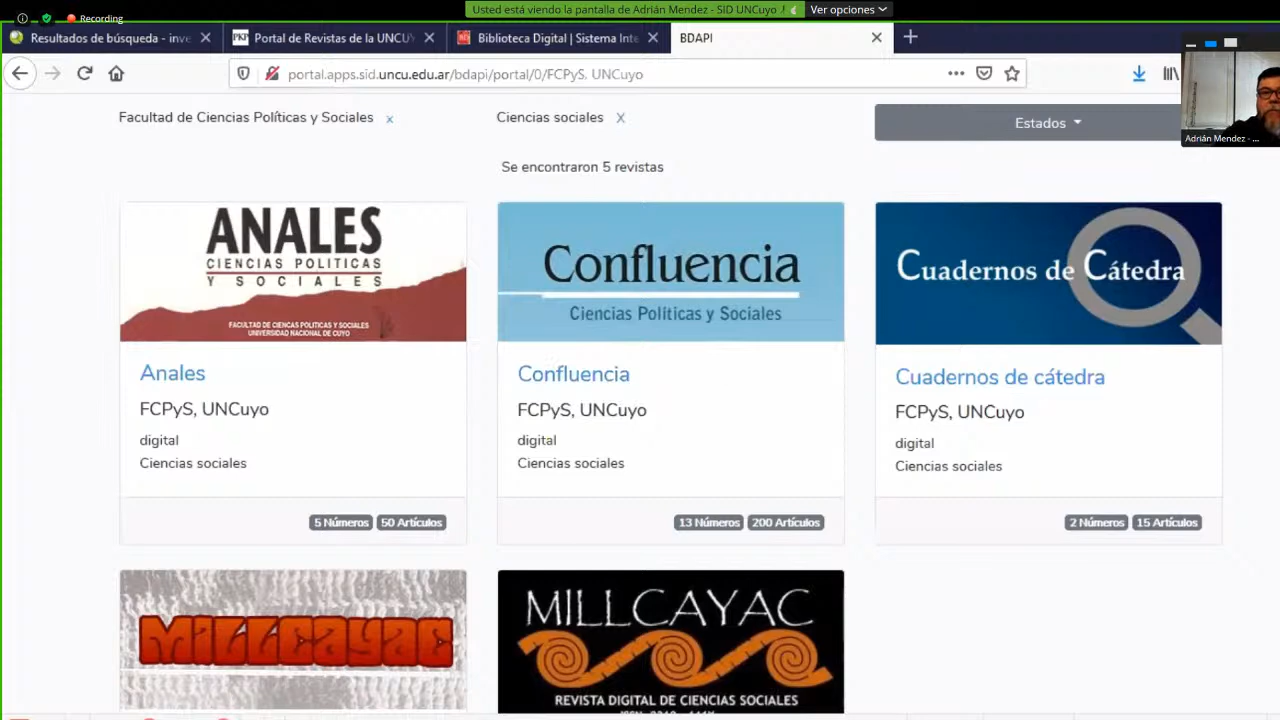 Usted está viendo la pantalla de Adrián Mendez - SID UNCuyo
Ver opciones
Recording
Resultados de búsqueda - inve
PKP
Portal de Revistas de la UNCUY
Biblioteca Digital | Sistema Inte
BDAPI
portal.apps.sid.uncu.edu.ar/bdapi/portal/0/FCPyS. UNCuyo
Adrián Mendez - ...
Facultad de Ciencias Políticas y Sociales x
Ciencias sociales X
Estados
Se encontraron 5 revistas
ANALES
CIENCIAS POLITICAS
Y SOCIALES
FACULTAD DE CIENCIAS POLITICAS Y SOCIALES
UNIVERSIDAD NACIONAL DE CUYO
Confluencia
Ciencias Políticas y Sociales
Cuadernos de Cátedra
Anales
FCPyS, UNCuyo
digital
Ciencias sociales
5 Números 50 Artículos
Confluencia
FCPyS, UNCuyo
digital
Ciencias sociales
13 Números 200 Artículos
Cuadernos de cátedra
FCPyS, UNCuyo
digital
Ciencias sociales
2 Números 15 Artículos
MILLCAYAC
MILLCAYAC
REVISTA DIGITAL DE CIENCIAS SOCIALES